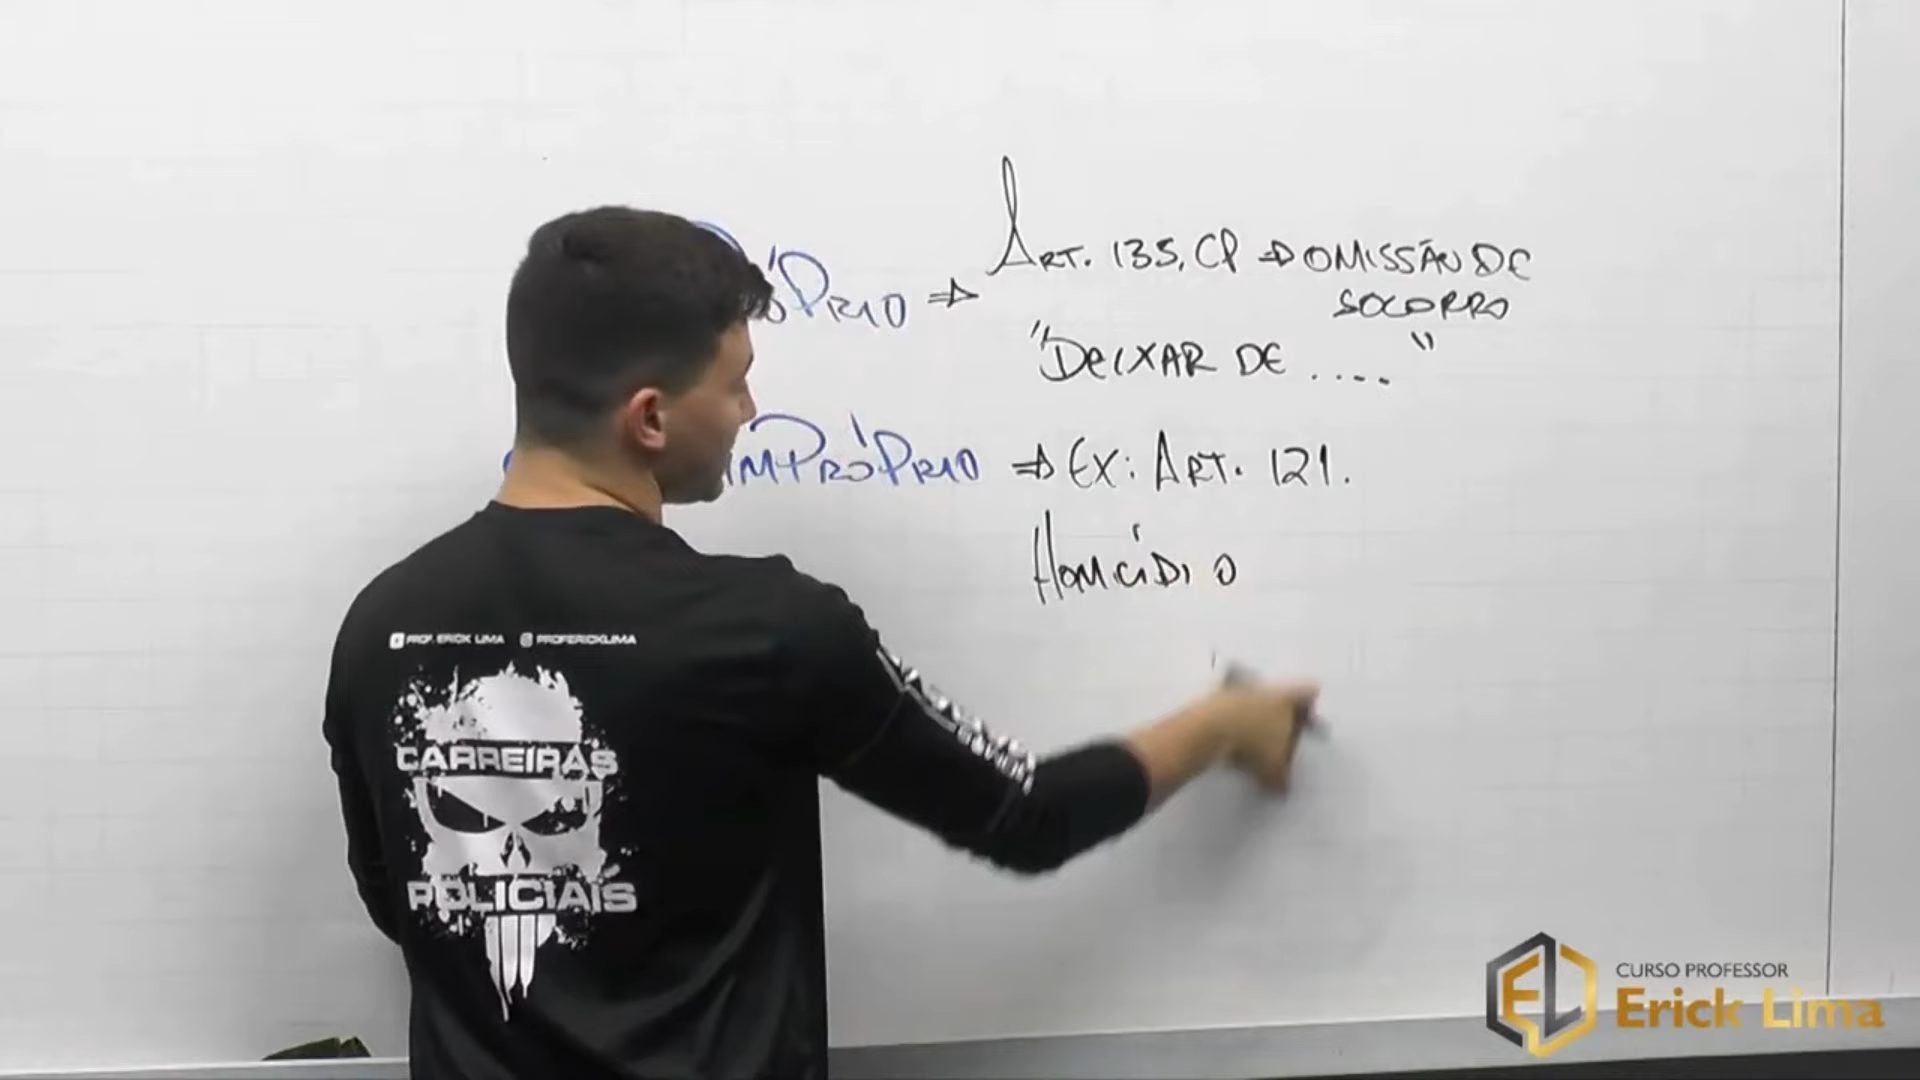 ART. 135, CP ⇒ OMISSÃO DE
SOCORRO
"DEIXAR DE ...."
IMPRÓPRIO ⇒ EX: ART. 121.
HOMICÍDIO
PROF. ERICK LIMA PROFERICKLIMA
CARREIRAS
POLICIAIS
CURSO PROFESSOR
Erick Lima